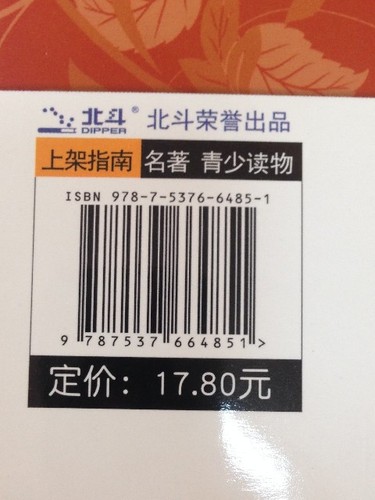 北斗® 北斗荣誉出品
DIPPER
上架指南 名著 青少读物
ISBN 978-7-5376-6485-1
9 787537 664851 >
定价：17.80元